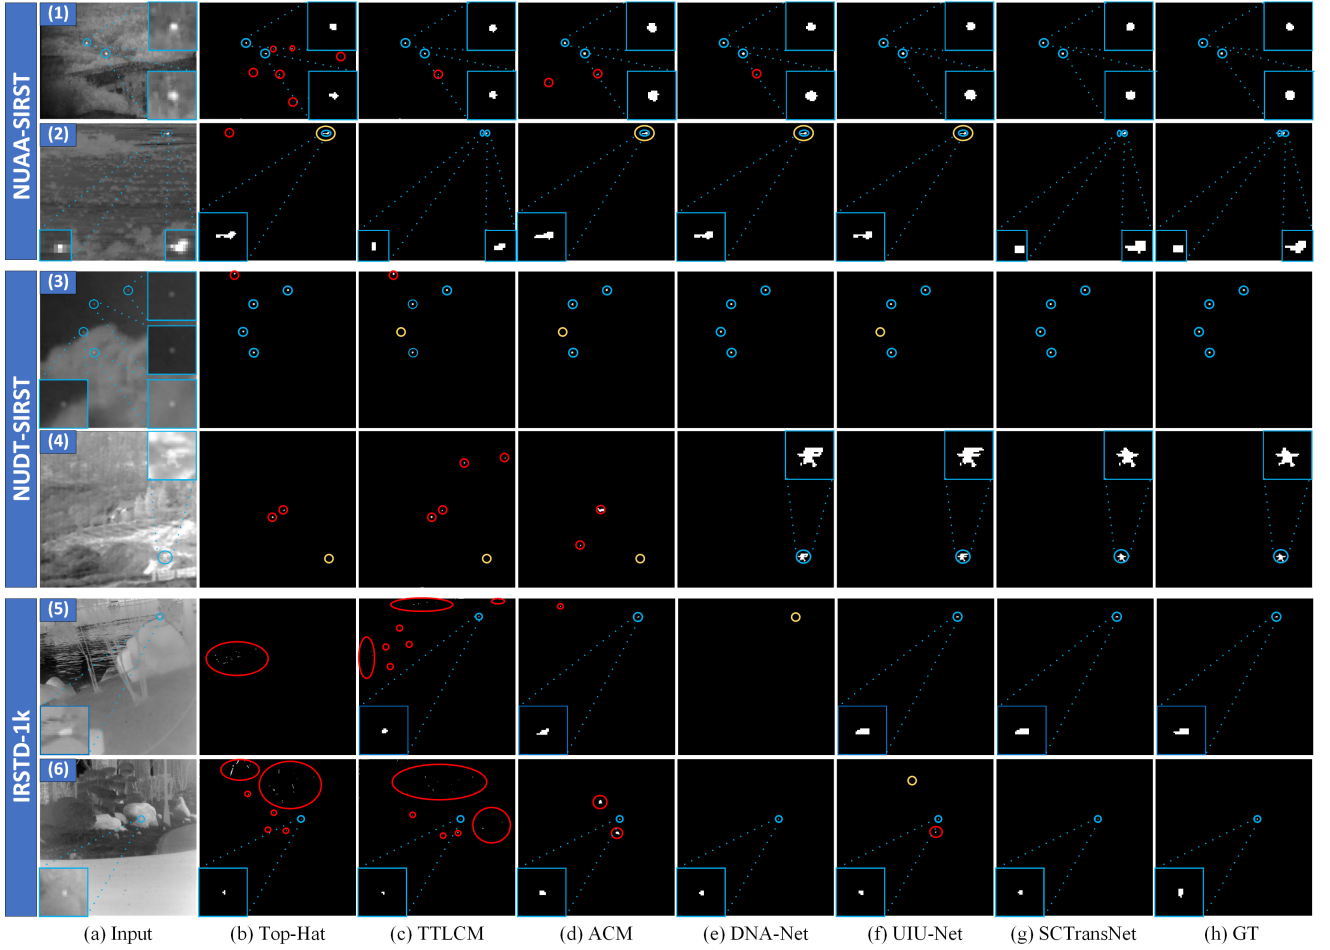 NUAA-SIRST
(1)
(2)
NUDT-SIRST
(3)
(4)
IRSTD-1k
(5)
(6)
(a) Input
(b) Top-Hat
(c) TTLCM
(d) ACM
(e) DNA-Net
(f) UIU-Net
(g) SCTransNet
(h) GT